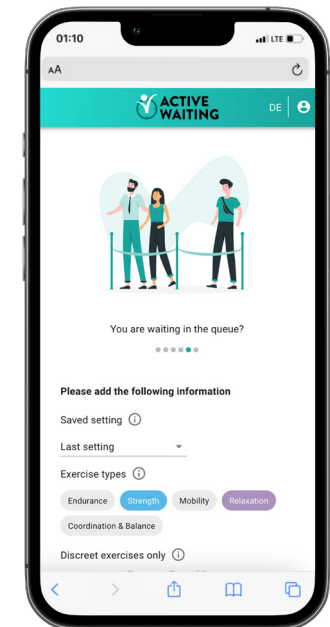 01:10
LTE
AA
ACTIVE
WAITING
DE
You are waiting in the queue?
Please add the following information
Saved setting
Last setting
Exercise types
Endurance
Strength
Mobility
Relaxation
Coordination & Balance
Discreet exercises only